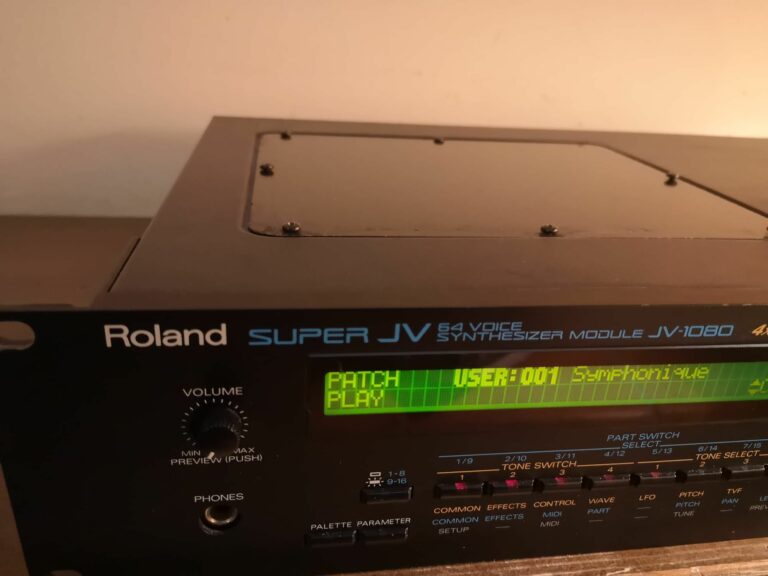 Roland SUPER JV 64 VOICE SYNTHESIZER MODULE JV-1080 4x
PATCH USER:001 Symphonique
PLAY
VOLUME
MIN MAX
PREVIEW (PUSH)
PHONES
1-8
9-16
PALETTE PARAMETER
PART SWITCH
SELECT
1/9 2/10 3/11 4/12 5/13 6/14 7/15
TONE SWITCH TONE SELECT
1 2 3 4 1 2 3
COMMON EFFECTS CONTROL WAVE LFO PITCH TVF
COMMON EFFECTS MIDI PART PITCH PAN
SETUP MIDI TUNE